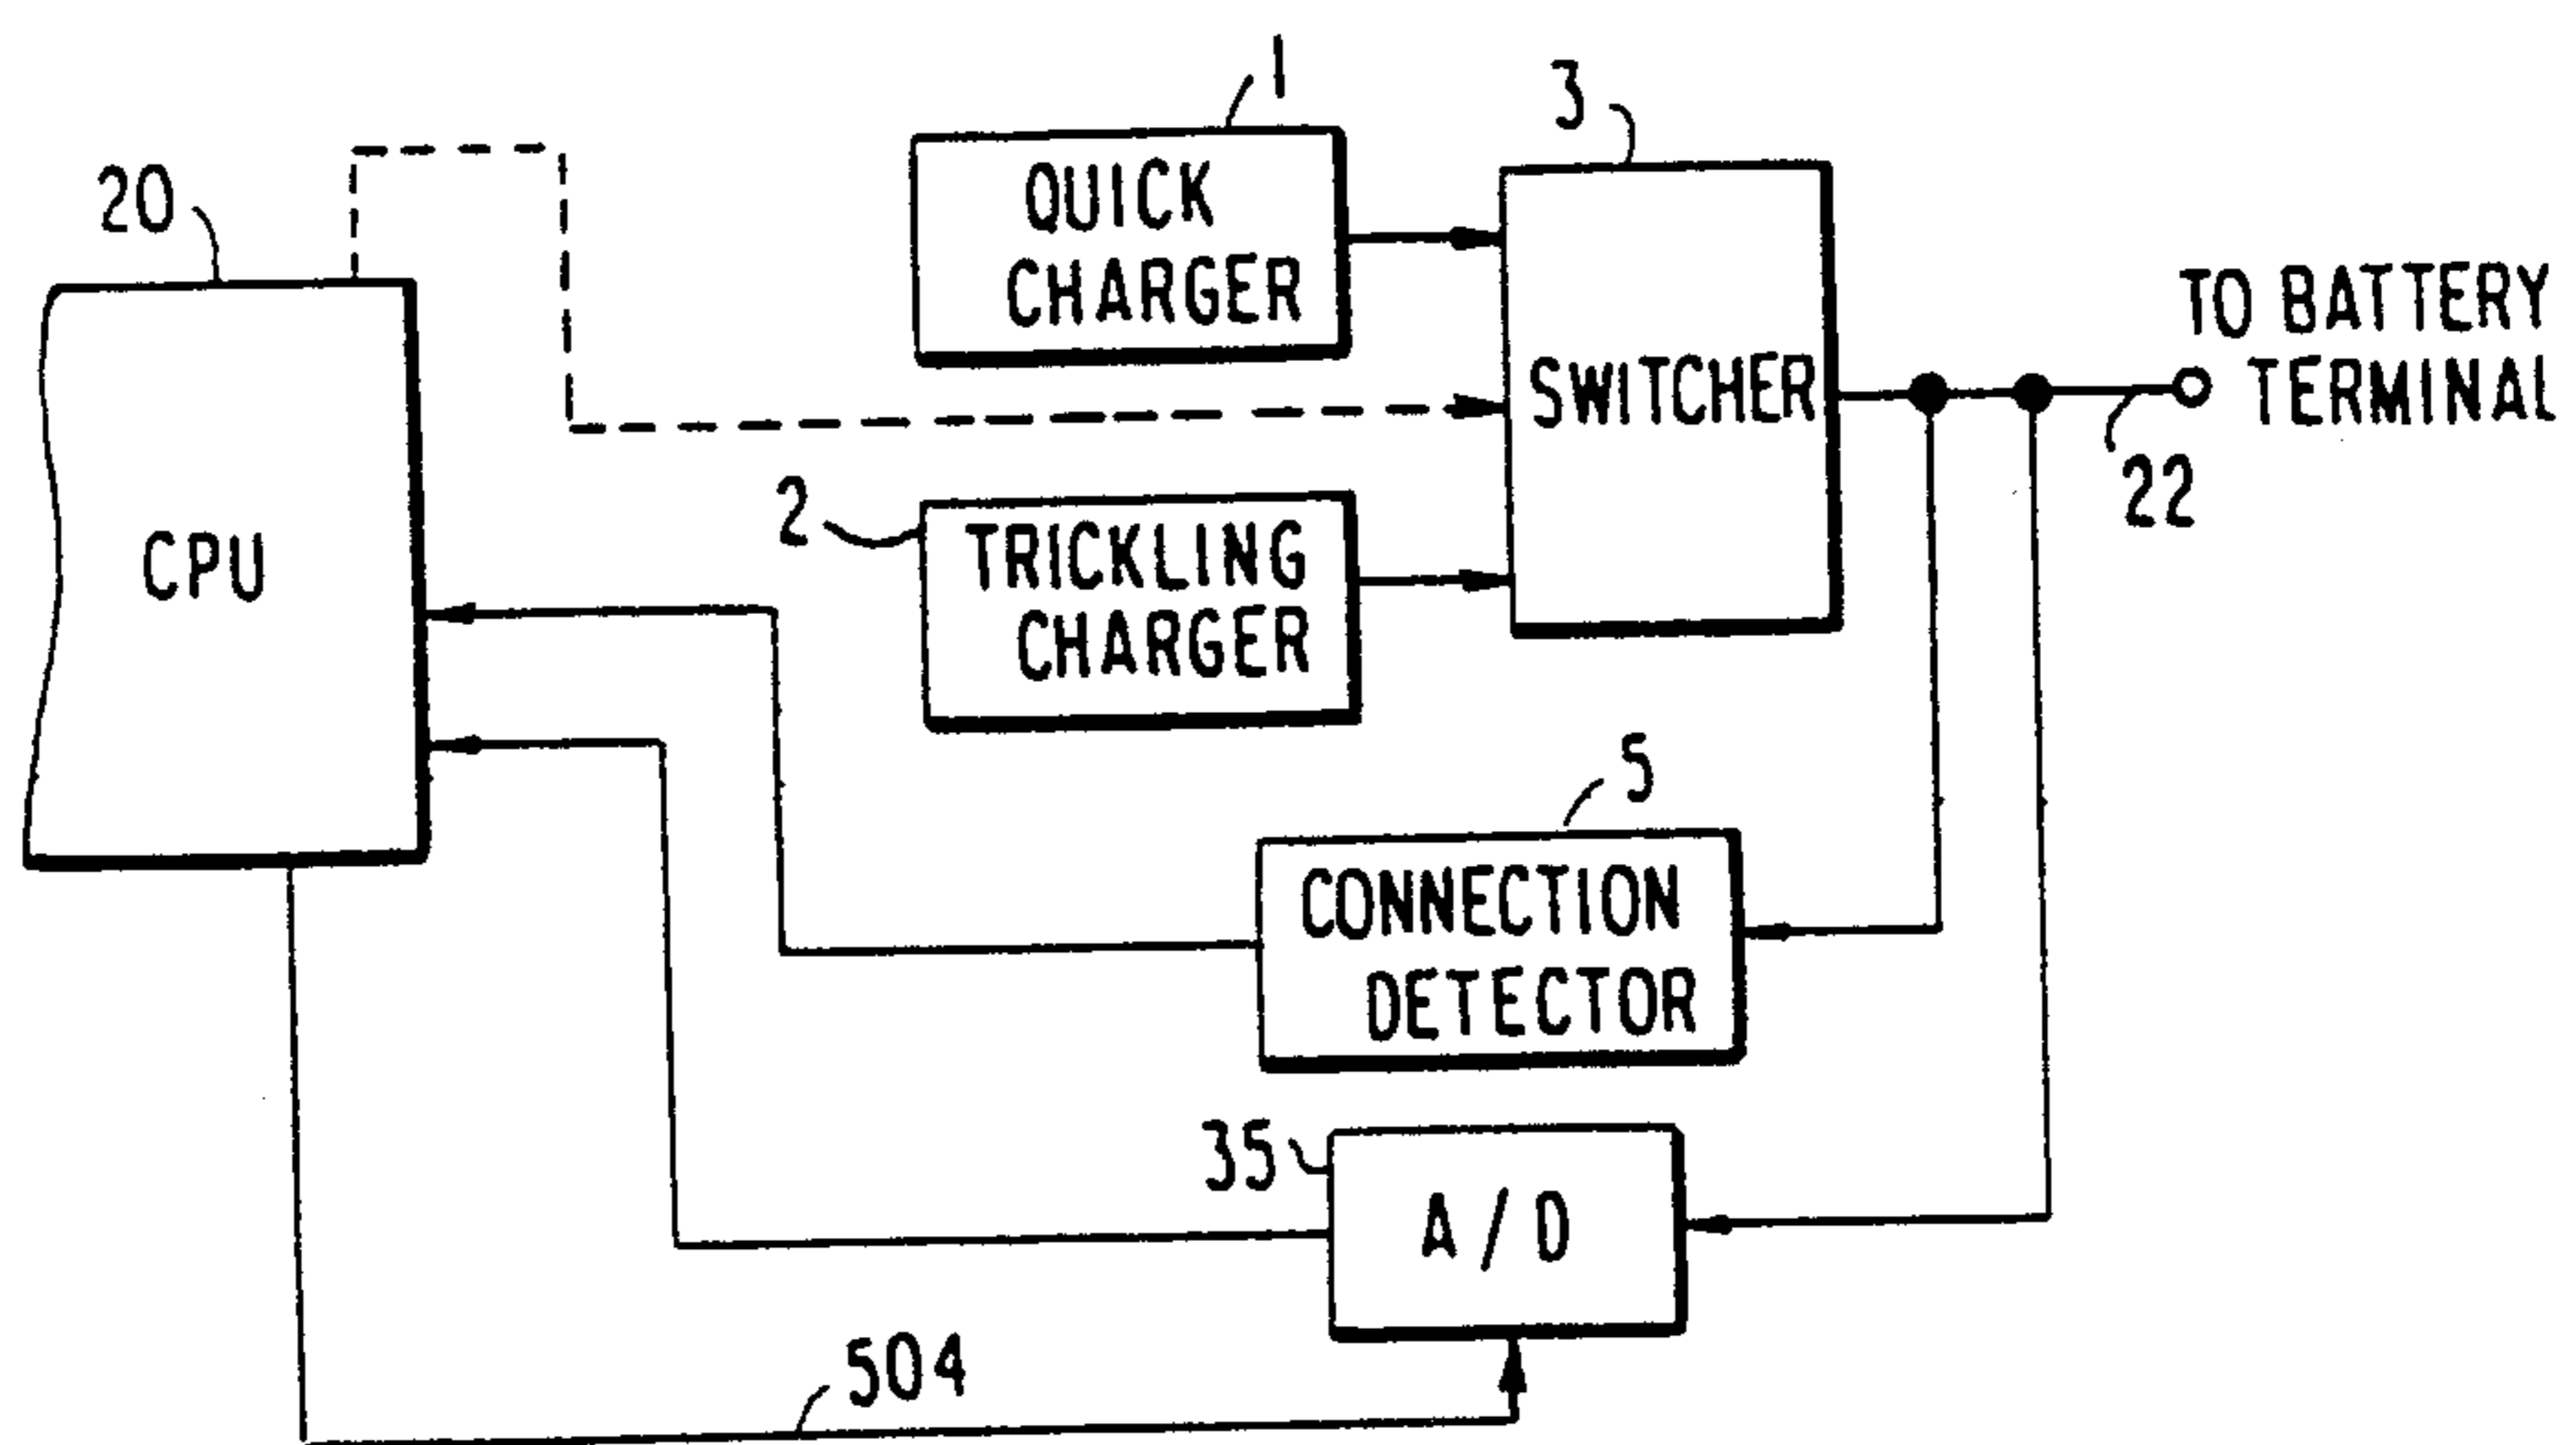 1
3
20
QUICK
CHARGER
TO BATTERY
TERMINAL
SWITCHER
22
2
TRICKLING
CHARGER
CPU
5
CONNECTION
DETECTOR
35
A/D
504